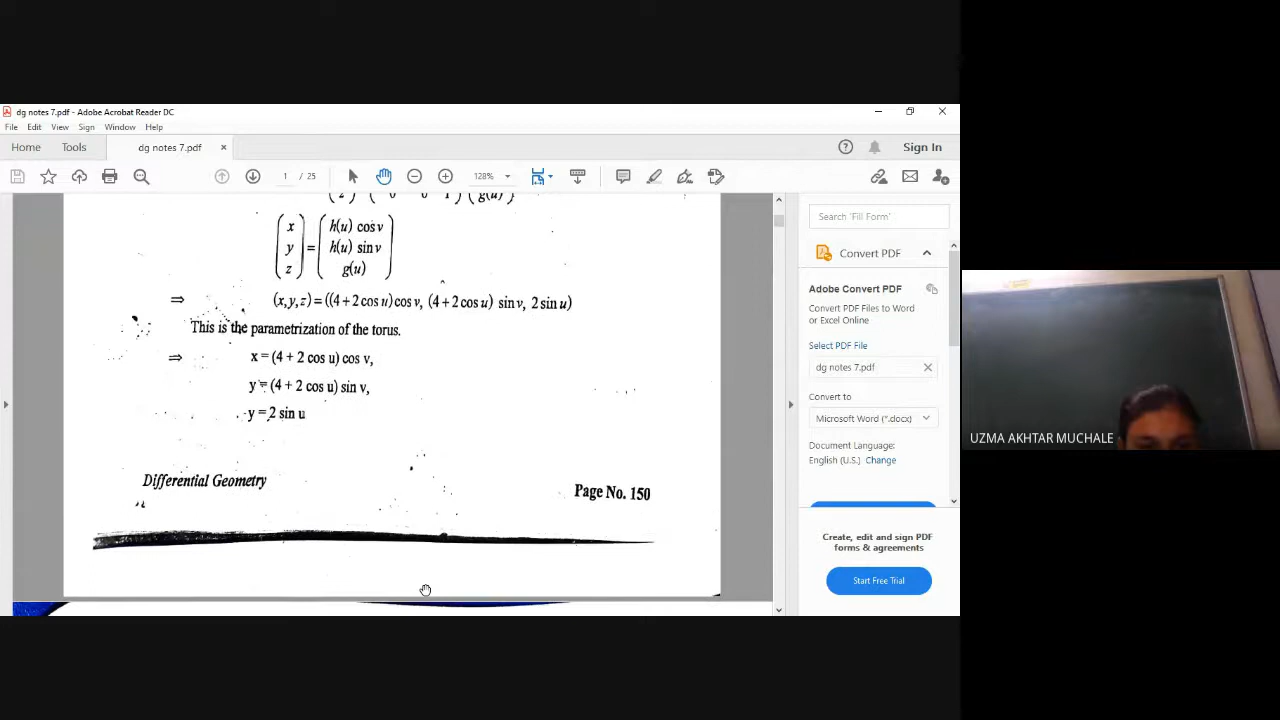 dg notes 7.pdf - Adobe Acrobat Reader DC
File Edit View Sign Window Help
Home Tools dg notes 7.pdf × Sign In
1 / 25 128%
( z ) ( 0 0 1 ) ( g(u) )
( x ) ( h(u) cos v )
( y ) = ( h(u) sin v )
( z ) ( g(u) )
⇒ (x, y, z) = ((4 + 2 cos u) cos v, (4 + 2 cos u) sin v, 2 sin u)
This is the parametrization of the torus.
⇒ x = (4 + 2 cos u) cos v,
y = (4 + 2 cos u) sin v,
y = 2 sin u
Differential Geometry Page No. 150
Search 'Fill Form'
Convert PDF
Adobe Convert PDF
Convert PDF Files to Word
or Excel Online
Select PDF File
dg notes 7.pdf
Convert to
Microsoft Word (*.docx)
Document Language:
English (U.S.) Change
Create, edit and sign PDF
forms & agreements
Start Free Trial
UZMA AKHTAR MUCHALE